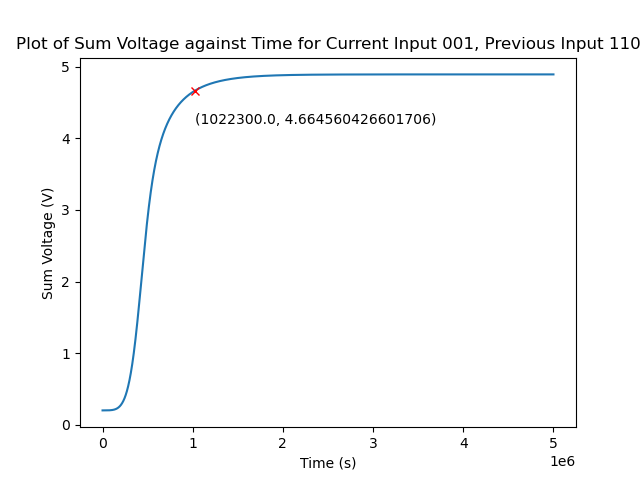 Plot of Sum Voltage against Time for Current Input 001, Previous Input 110
5
4
3
2
1
0
Sum Voltage (V)
(1022300.0, 4.664560426601706)
0 1 2 3 4 5
1e6
Time (s)